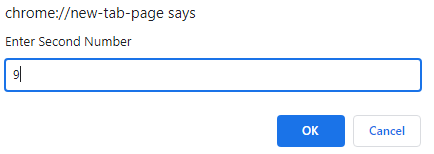 chrome://new-tab-page says
Enter Second Number
9
OK Cancel